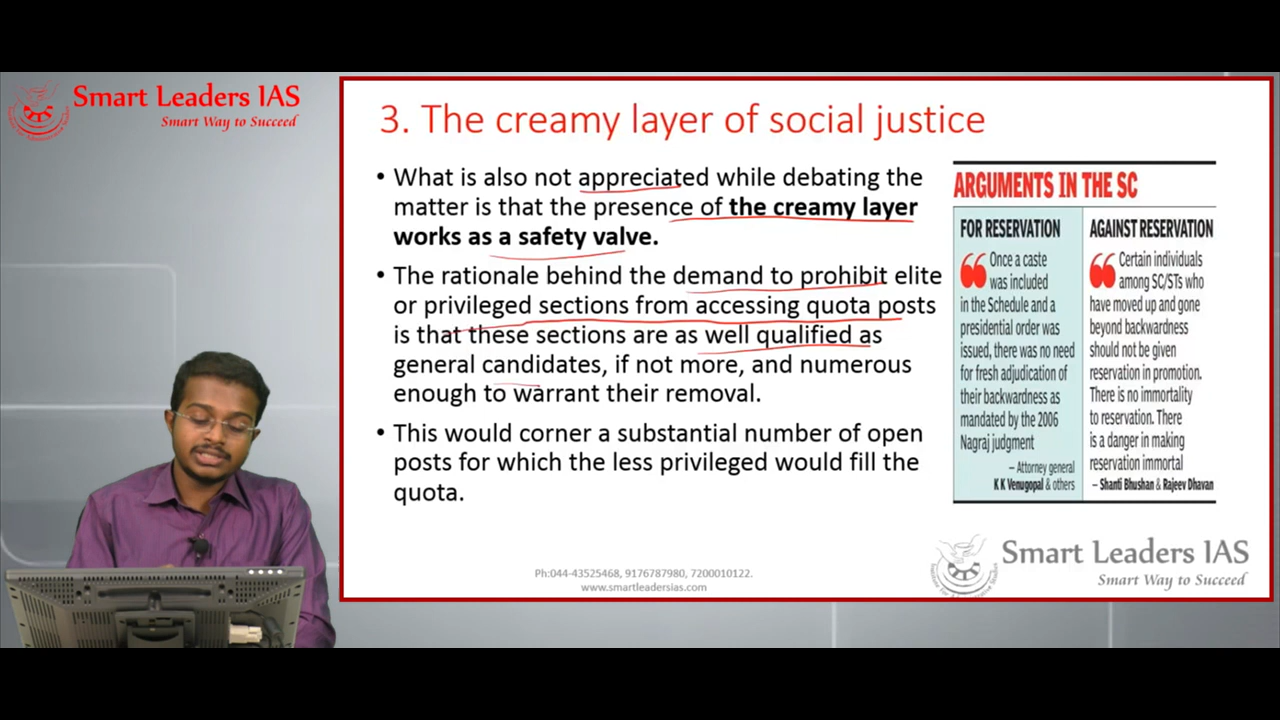 Smart Leaders IAS
Smart Way to Succeed
3. The creamy layer of social justice
• What is also not appreciated while debating the
matter is that the presence of the creamy layer
works as a safety valve.
• The rationale behind the demand to prohibit elite
or privileged sections from accessing quota posts
is that these sections are as well qualified as
general candidates, if not more, and numerous
enough to warrant their removal.
• This would corner a substantial number of open
posts for which the less privileged would fill the
quota.
ARGUMENTS IN THE SC
FOR RESERVATION
Once a caste
was included
in the Schedule and a
presidential order was
issued, there was no need
for fresh adjudication of
their backwardness as
mandated by the 2006
Nagraj judgment
– Attorney general
K K Venugopal & others
AGAINST RESERVATION
Certain individuals
among SC/STs who
have moved up and gone
beyond backwardness
should not be given
reservation in promotion.
There is no immortality
to reservation. There
is a danger in making
reservation immortal
– Shanti Bhushan & Rajeev Dhavan
Ph:044-43525468, 9176787980, 7200010122.
www.smartleadersias.com
Smart Leaders IAS
Smart Way to Succeed